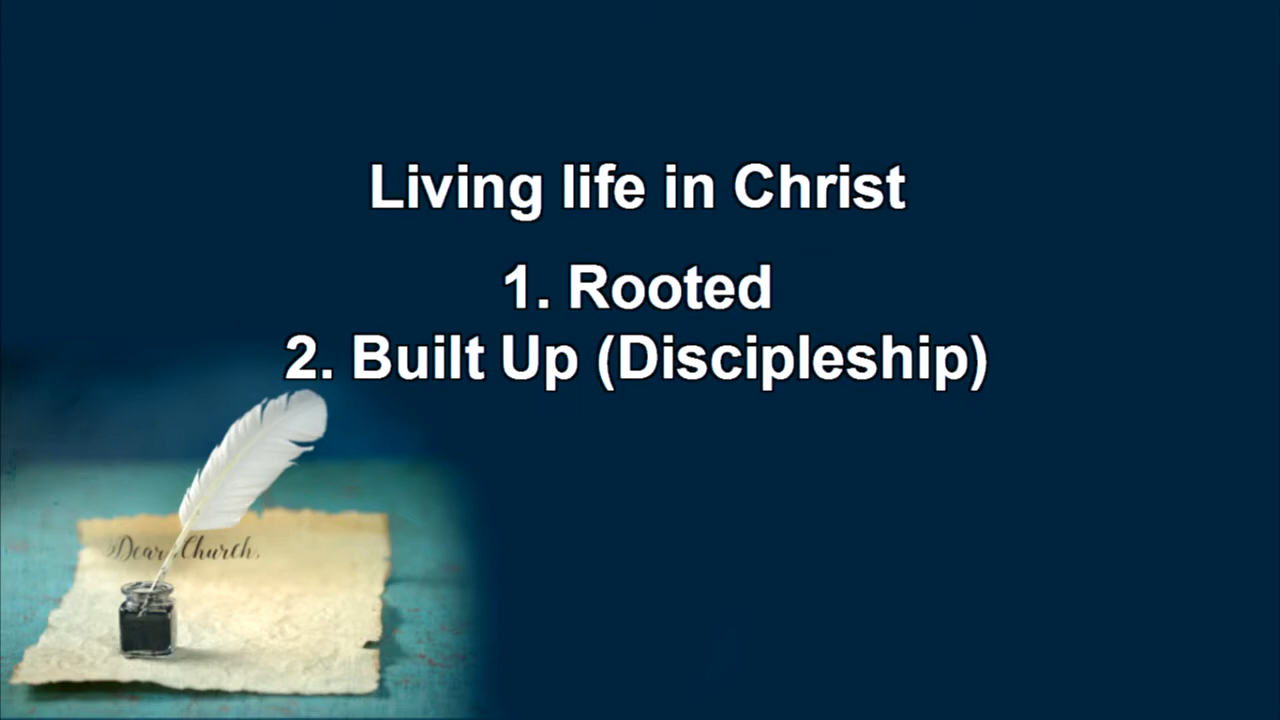 Living life in Christ
1. Rooted
2. Built Up (Discipleship)
Dear Church,